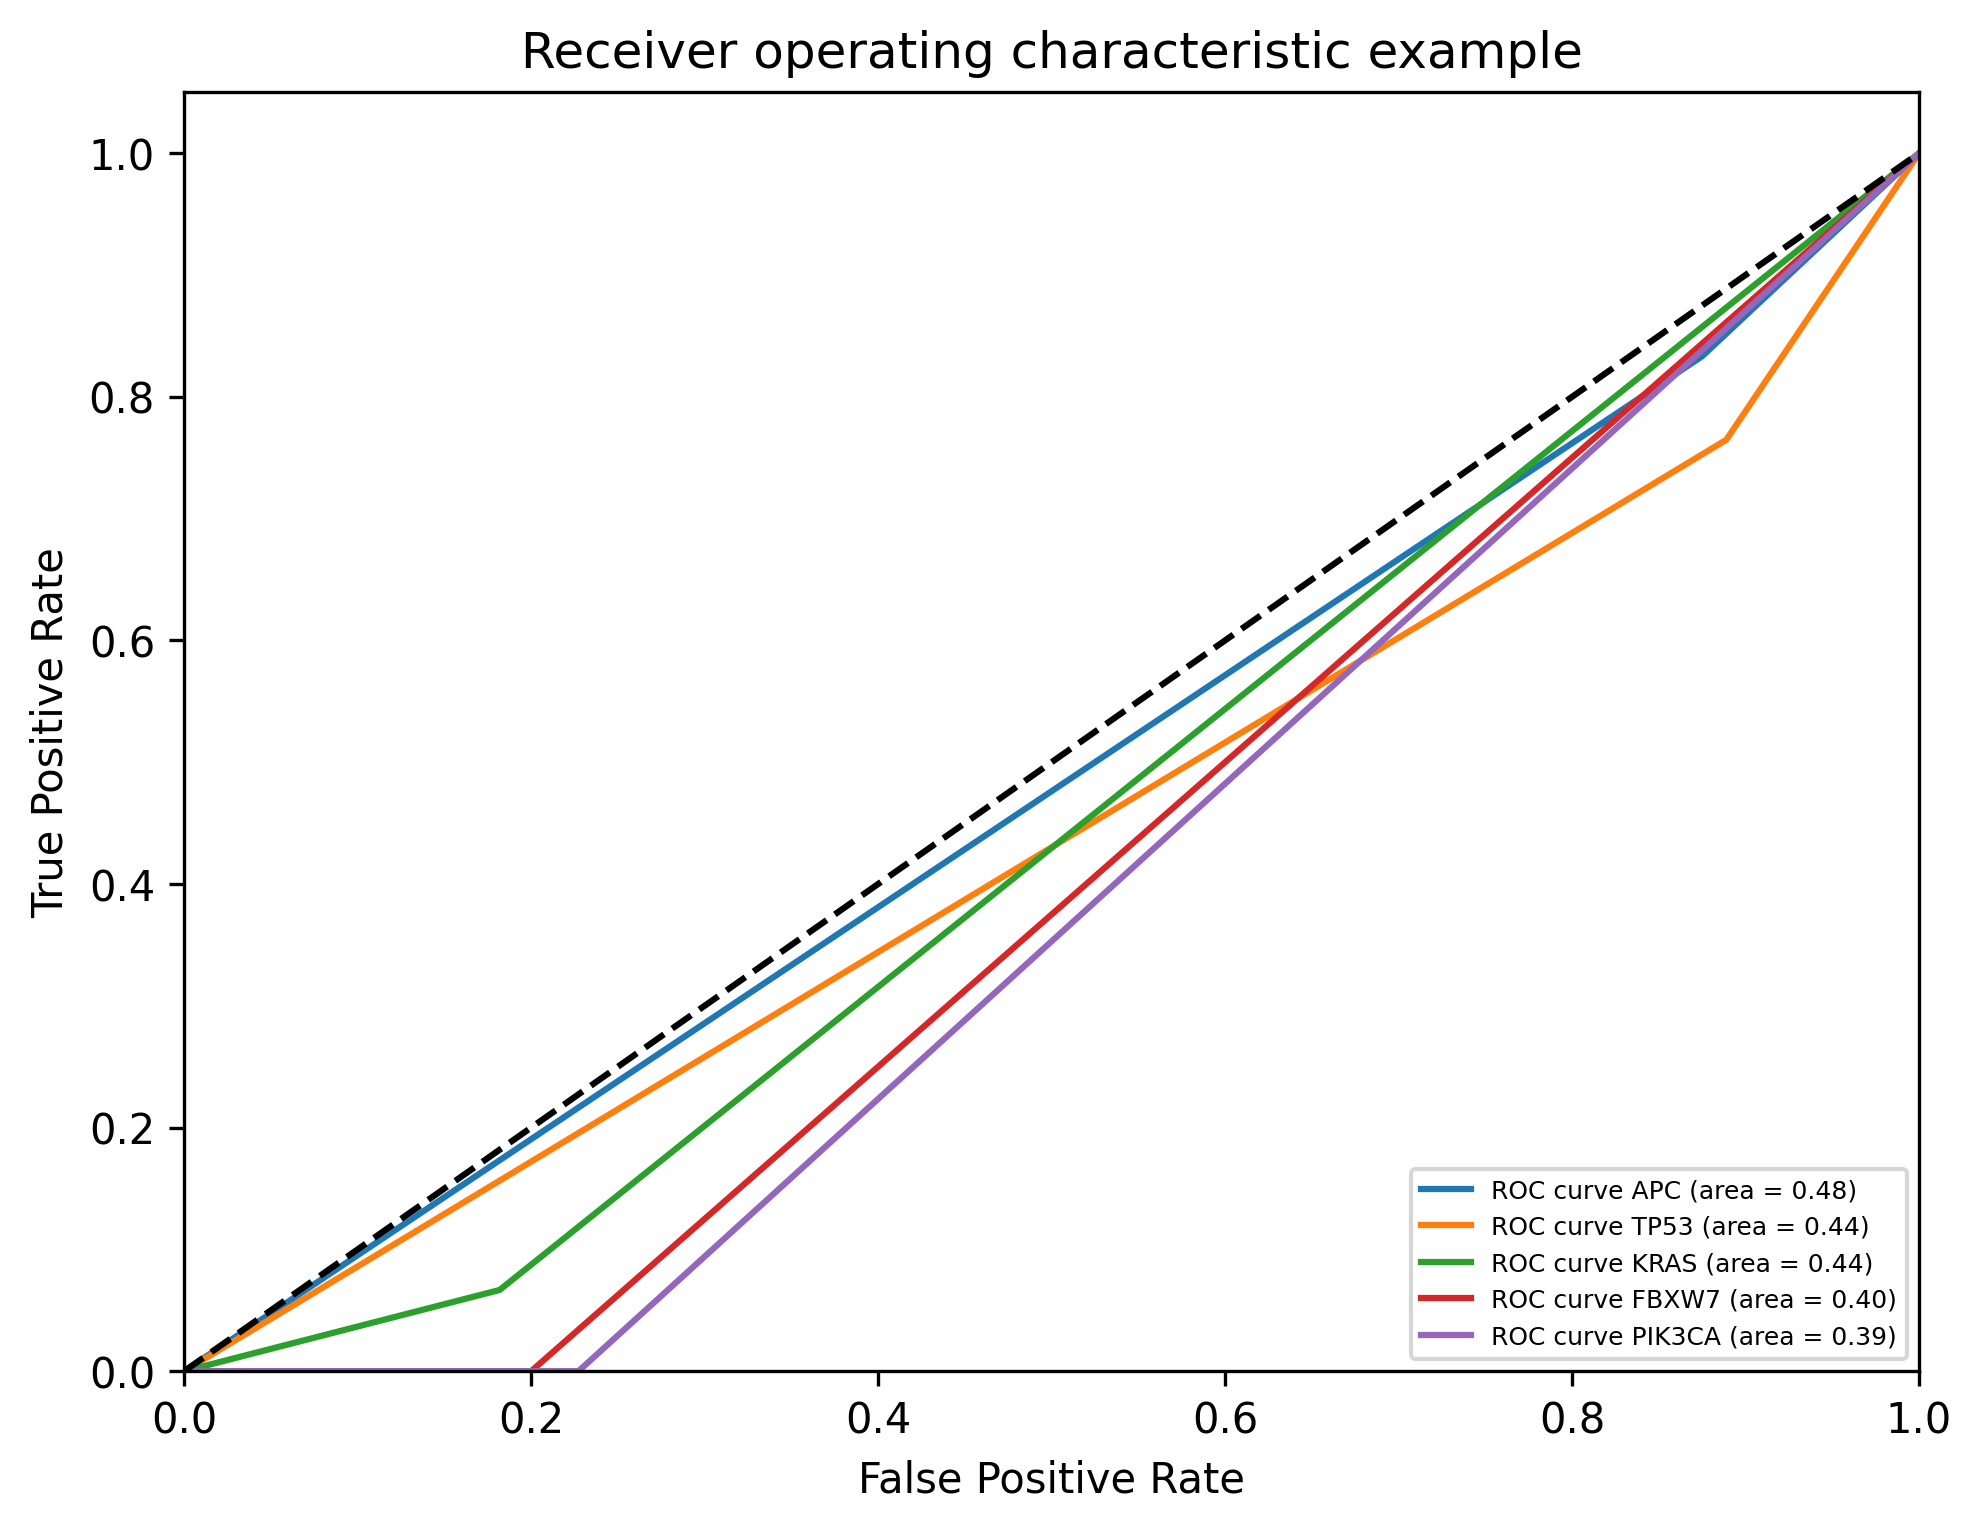 Receiver operating characteristic example
1.0
0.8
0.6
0.4
0.2
0.0
True Positive Rate
0.0 0.2 0.4 0.6 0.8 1.0
False Positive Rate
ROC curve APC (area = 0.48)
ROC curve TP53 (area = 0.44)
ROC curve KRAS (area = 0.44)
ROC curve FBXW7 (area = 0.40)
ROC curve PIK3CA (area = 0.39)